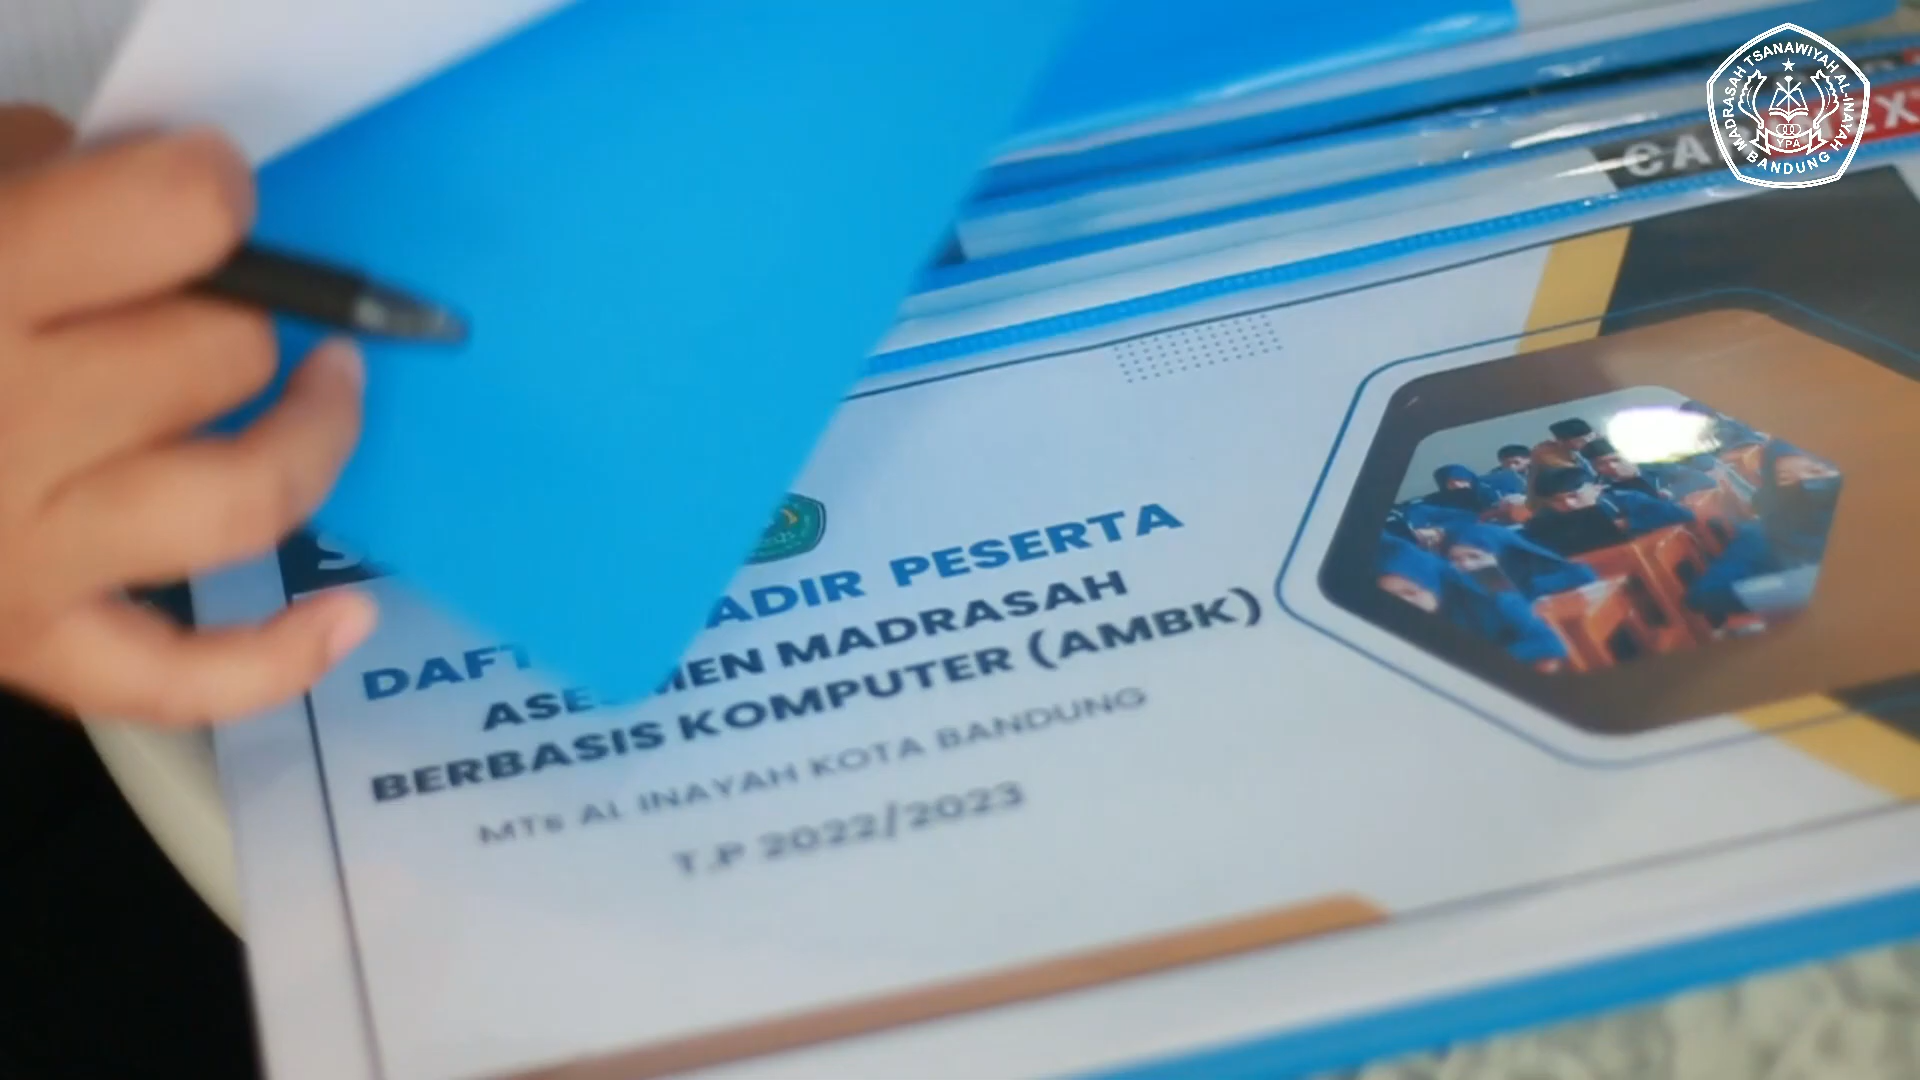 MADRASAH TSANAWIYAH AL-INAYAH
YPA
BANDUNG
DAFT ADIR PESERTA
ASESMEN MADRASAH
BERBASIS KOMPUTER (AMBK)
MTs AL INAYAH KOTA BANDUNG
T.P 2022/2023